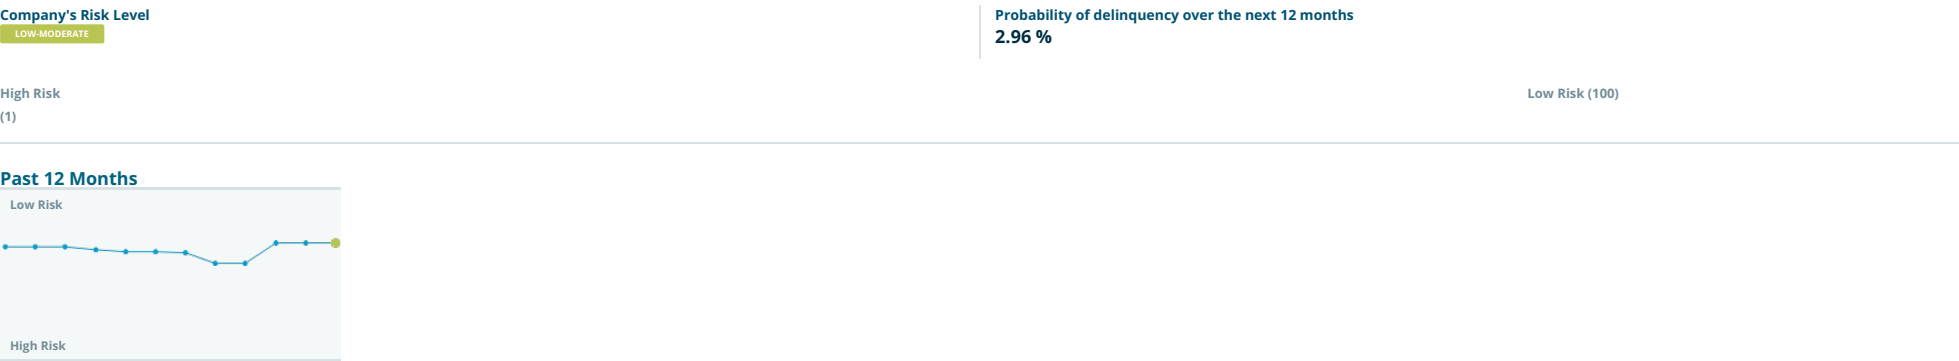 Company's Risk Level
LOW-MODERATE
Probability of delinquency over the next 12 months
2.96 %
High Risk
(1)
Low Risk (100)
Past 12 Months
Low Risk
High Risk